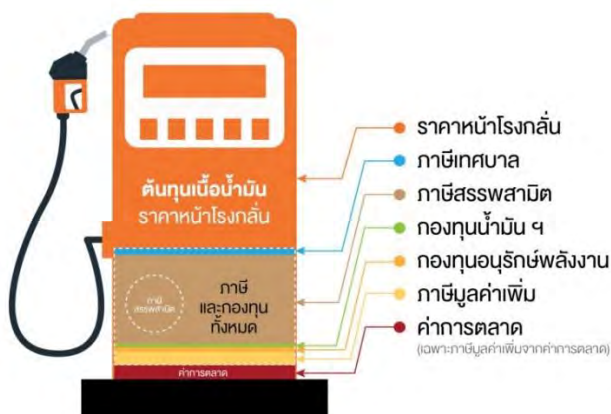 ต้นทุนเนื้อน้ำมัน
ราคาหน้าโรงกลั่น
ภาษี
สรรพสามิต
ภาษี
และกองทุน
ทั้งหมด
ค่าการตลาด
ราคาหน้าโรงกลั่น
ภาษีเทศบาล
ภาษีสรรพสามิต
กองทุนน้ำมัน ฯ
กองทุนอนุรักษ์พลังงาน
ภาษีมูลค่าเพิ่ม
ค่าการตลาด
(เฉพาะภาษีมูลค่าเพิ่มจากค่าการตลาด)